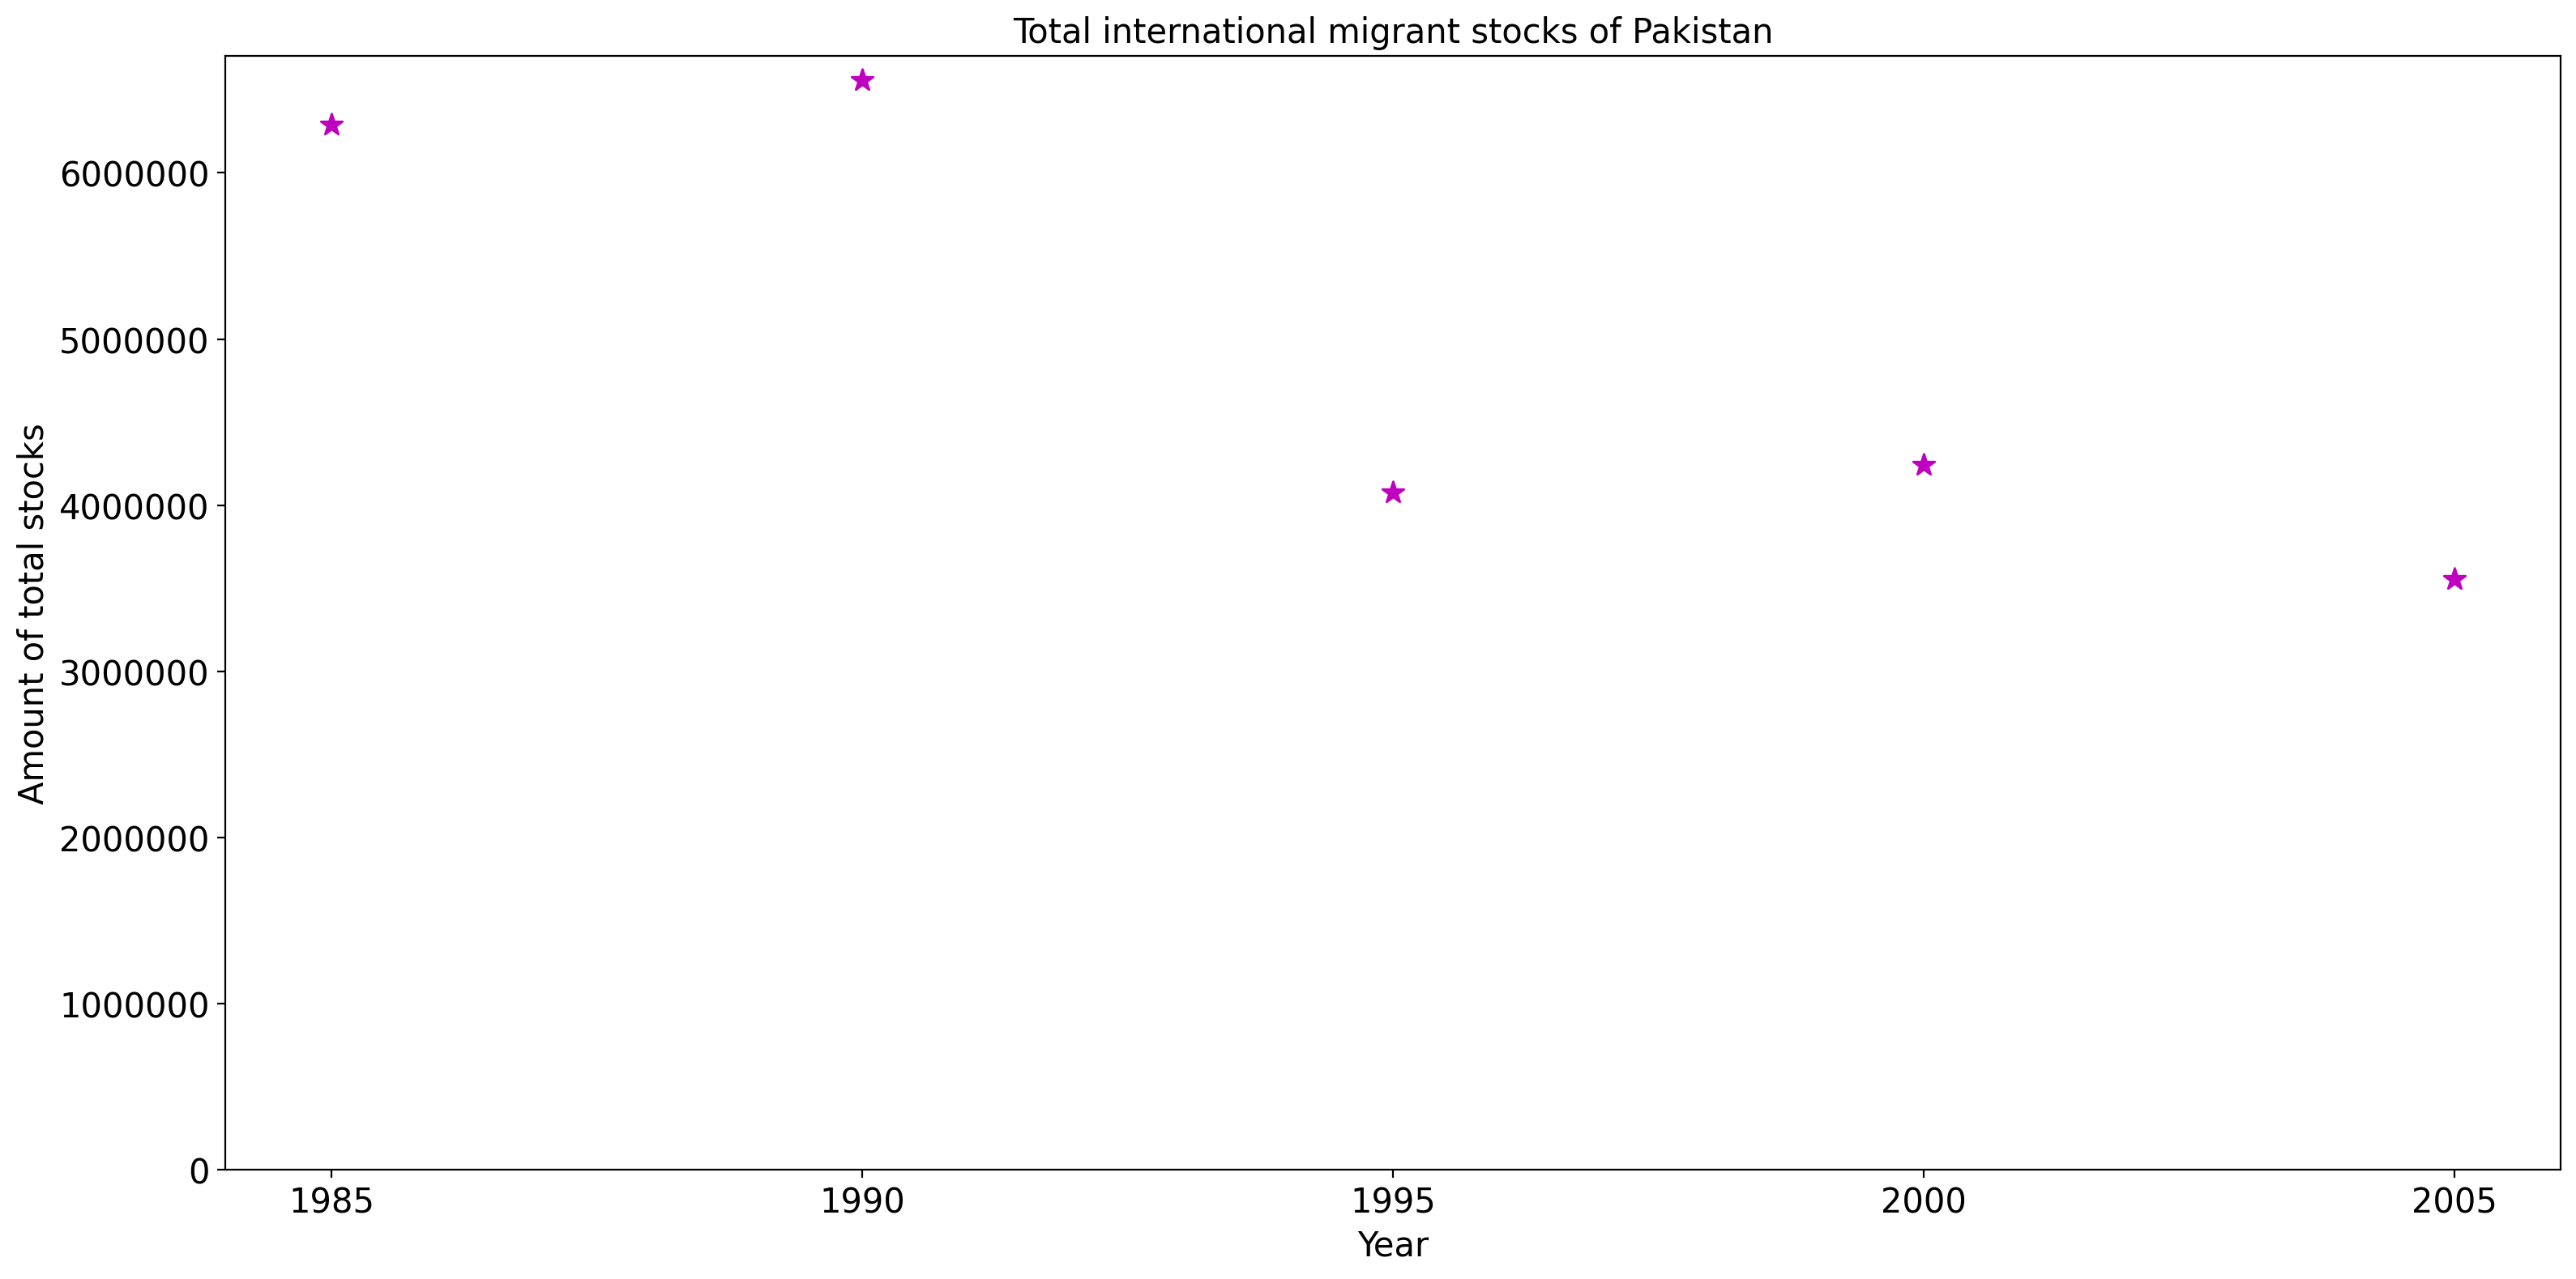 Total international migrant stocks of Pakistan
Amount of total stocks
6000000
5000000
4000000
3000000
2000000
1000000
0
1985 1990 1995 2000 2005
Year